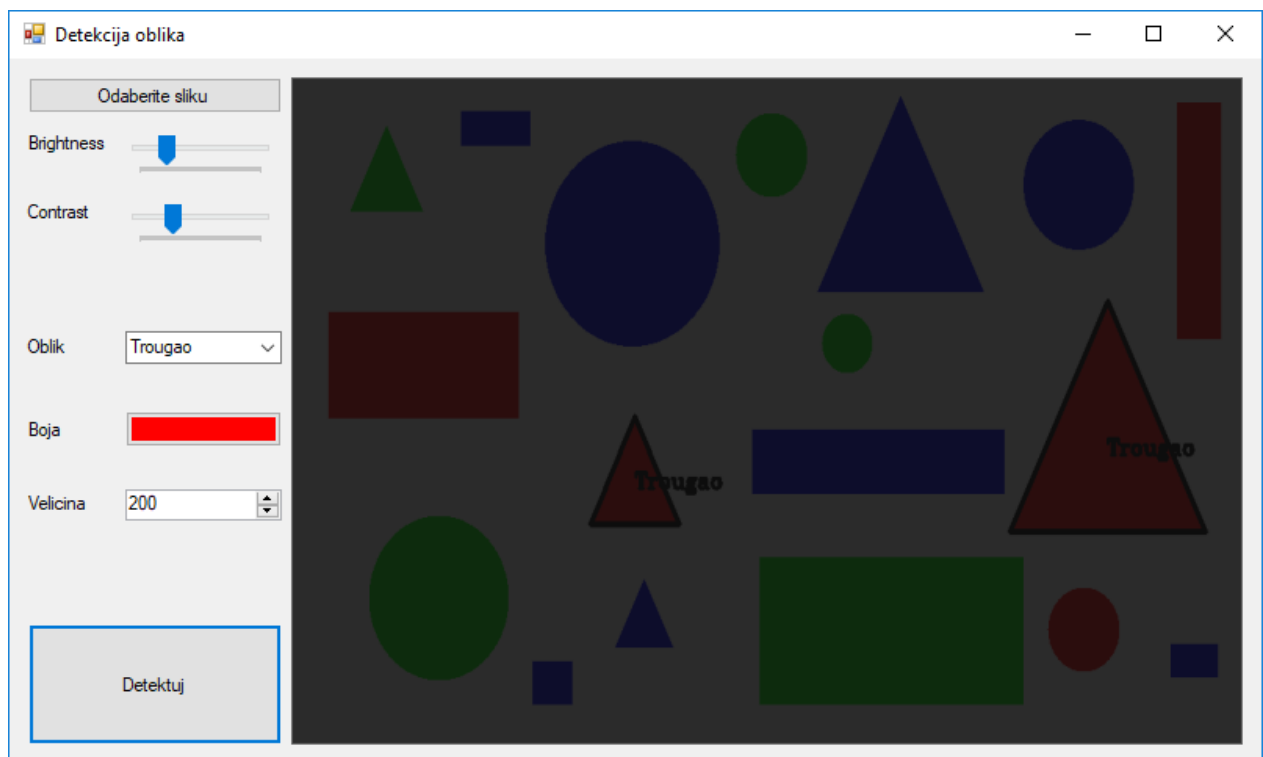 Detekcija oblika
Odaberite sliku
Brightness
Contrast
Oblik
Trougao
Boja
Velicina
200
Detektuj
Trougao
Trougao